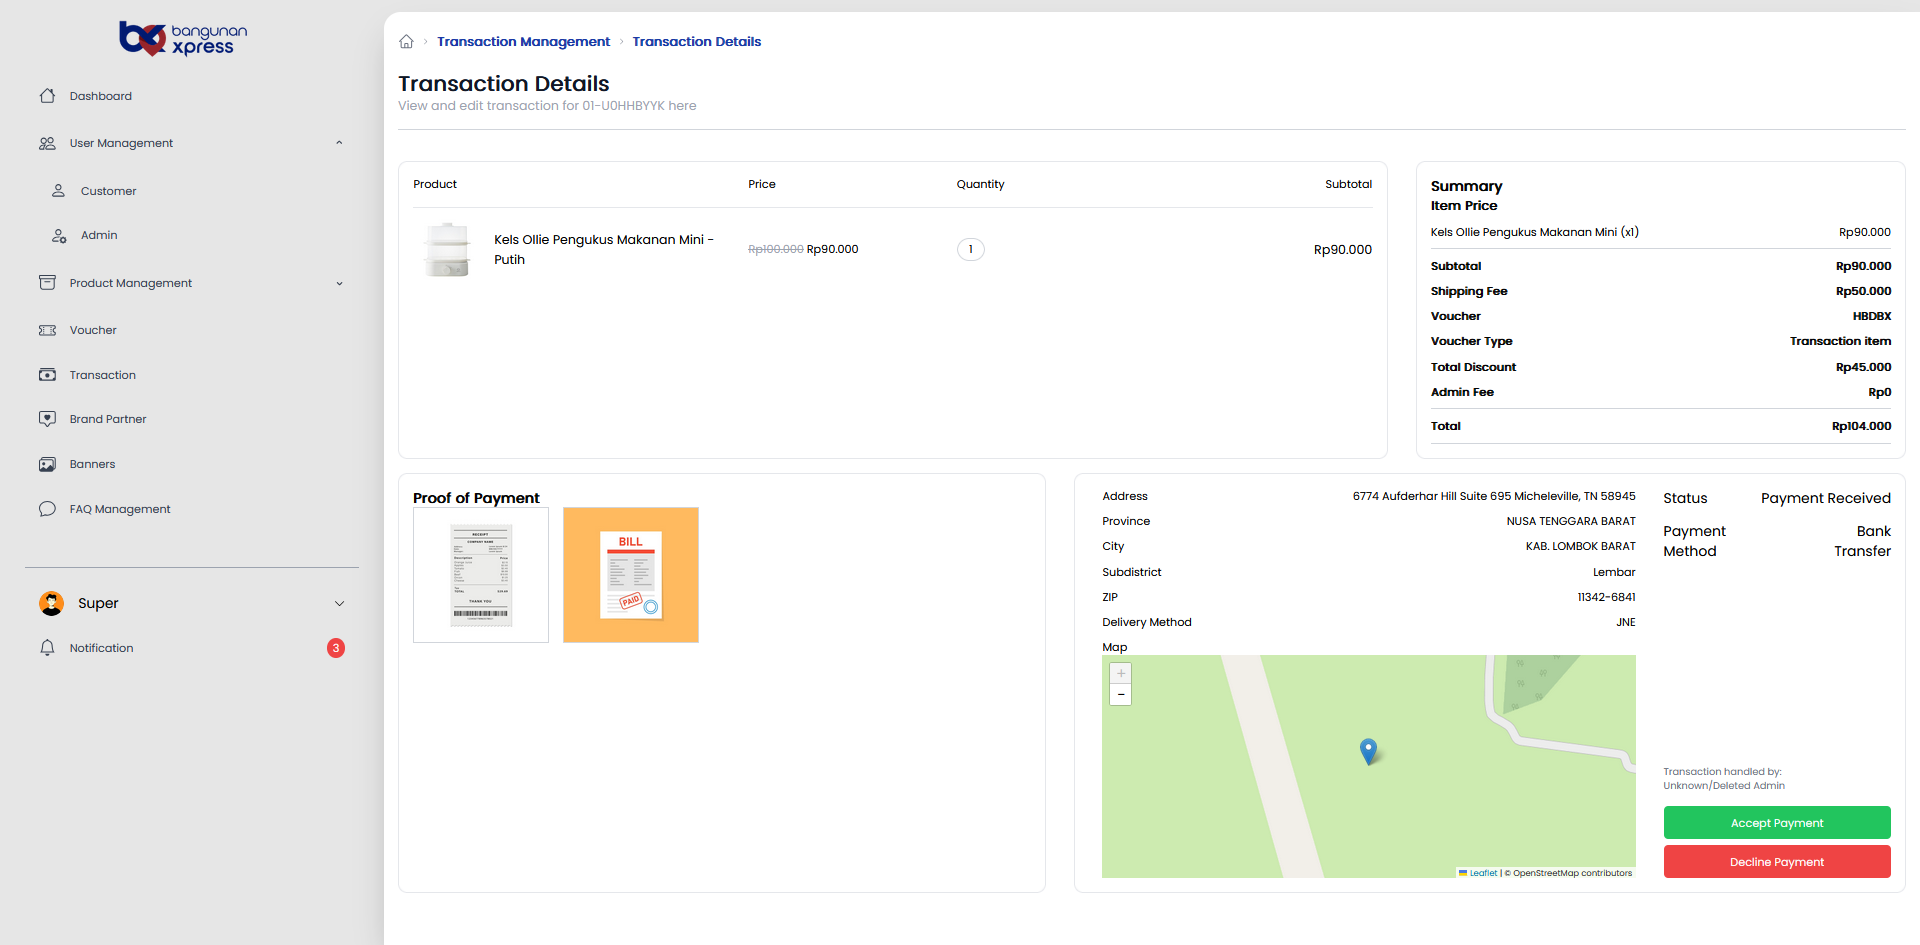 bangunan
xpress
Dashboard
User Management
Customer
Admin
Product Management
Voucher
Transaction
Brand Partner
Banners
FAQ Management
Super
Notification
3
Transaction Management
Transaction Details
Transaction Details
View and edit transaction for 01-U0HHBYYK here
Product Price Quantity Subtotal
Kels Ollie Pengukus Makanan Mini -
Putih
Rp100.000 Rp90.000
1
Rp90.000
Summary
Item Price
Kels Ollie Pengukus Makanan Mini (x1) Rp90.000
Subtotal Rp90.000
Shipping Fee Rp50.000
Voucher HBDBX
Voucher Type Transaction item
Total Discount Rp45.000
Admin Fee Rp0
Total Rp104.000
Proof of Payment
RECEIPT
COMPANY NAME
THANK YOU
BILL
PAID
Address 6774 Aufderhar Hill Suite 695 Micheleville, TN 58945
Province NUSA TENGGARA BARAT
City KAB. LOMBOK BARAT
Subdistrict Lembar
ZIP 11342-6841
Delivery Method JNE
Map
+
−
Leaflet | © OpenStreetMap contributors
Status Payment Received
Payment
Method
Bank
Transfer
Transaction handled by:
Unknown/Deleted Admin
Accept Payment
Decline Payment